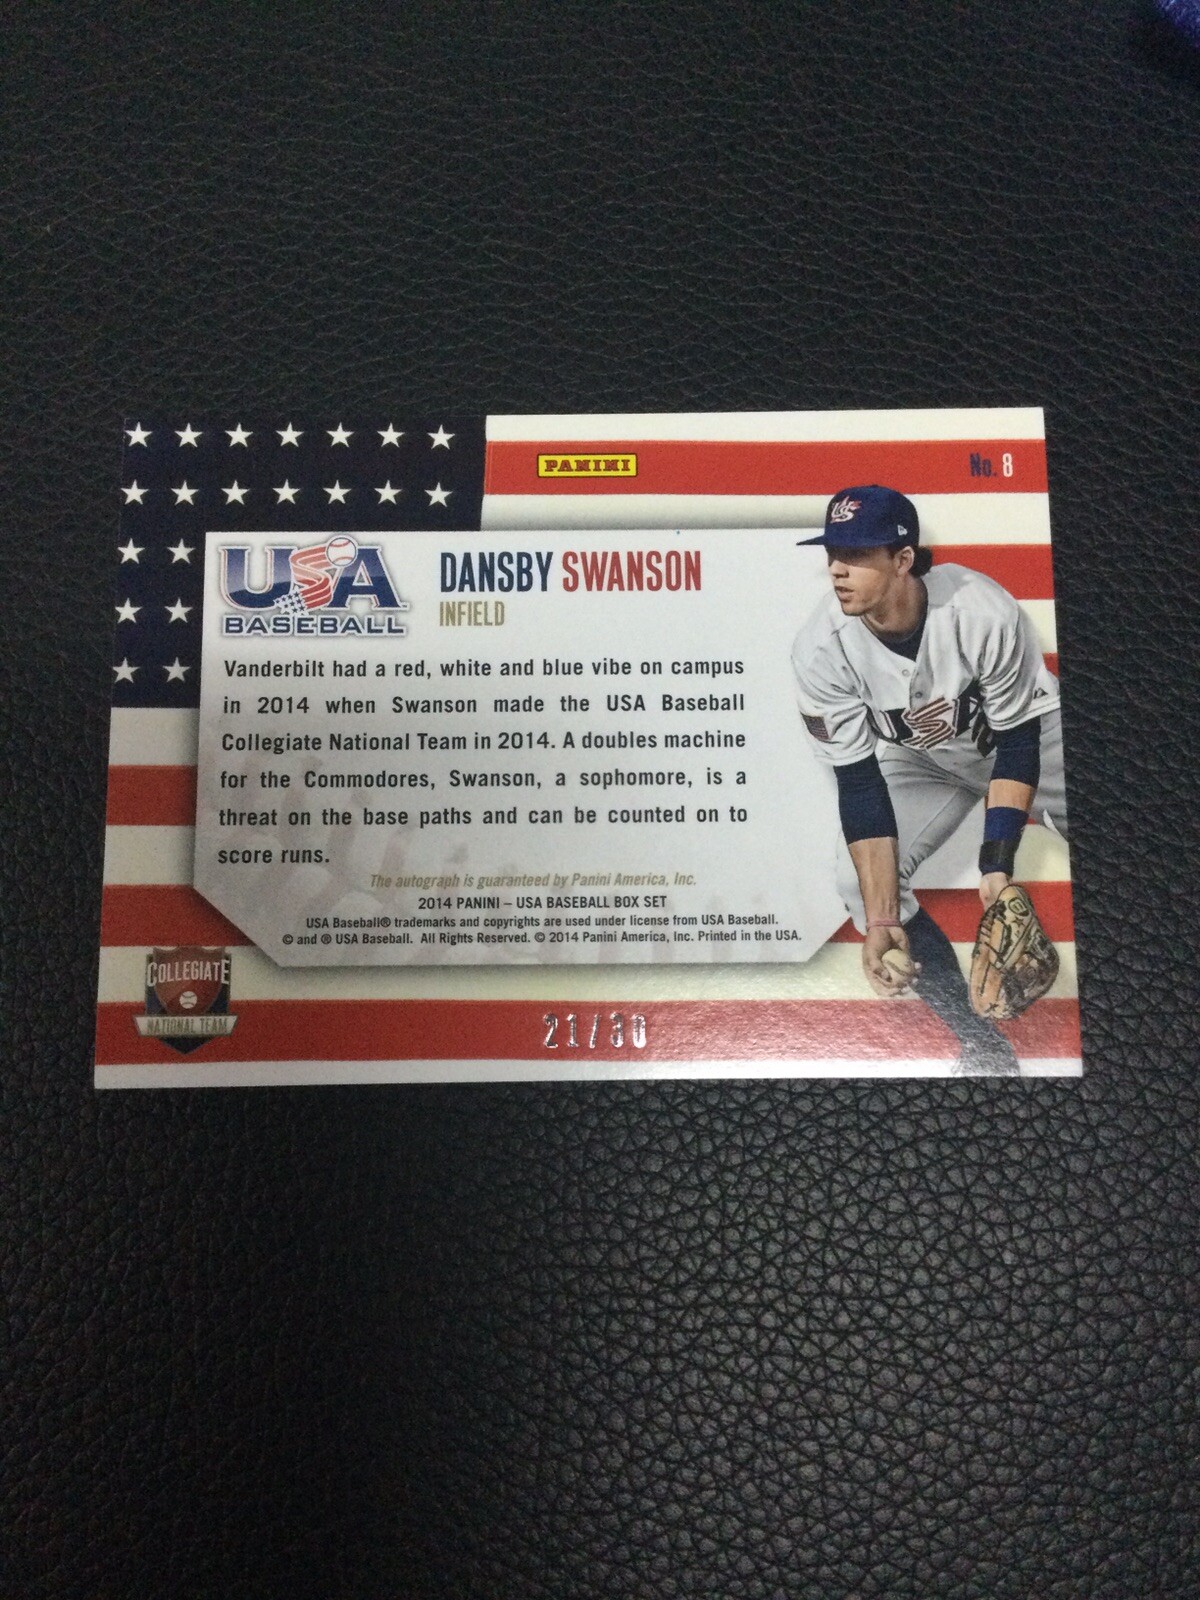 PANINI
No. 8
USA
BASEBALL
DANSBY SWANSON
INFIELD
Vanderbilt had a red, white and blue vibe on campus
in 2014 when Swanson made the USA Baseball
Collegiate National Team in 2014. A doubles machine
for the Commodores, Swanson, a sophomore, is a
threat on the base paths and can be counted on to
score runs.
The autograph is guaranteed by Panini America, Inc.
2014 PANINI – USA BASEBALL BOX SET
USA Baseball® trademarks and copyrights are used under license from USA Baseball.
© and ® USA Baseball. All Rights Reserved. © 2014 Panini America, Inc. Printed in the USA.
COLLEGIATE
NATIONAL TEAM
21/30
US
USA